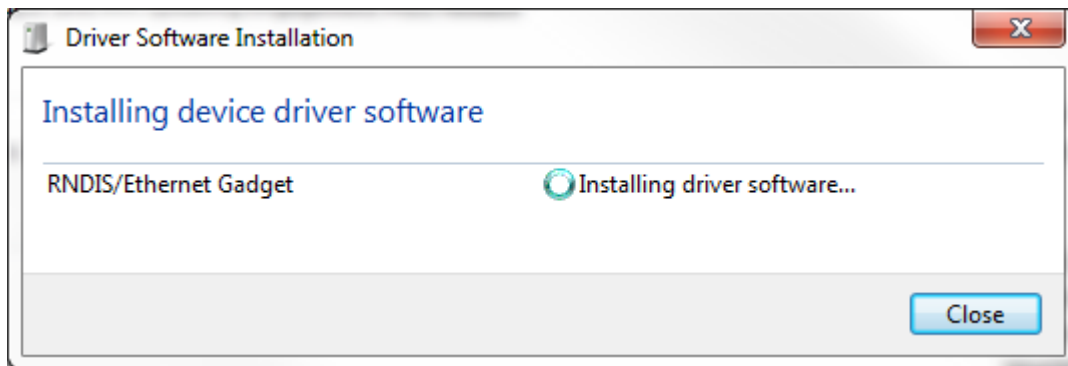 Driver Software Installation
Installing device driver software
RNDIS/Ethernet Gadget Installing driver software...
Close